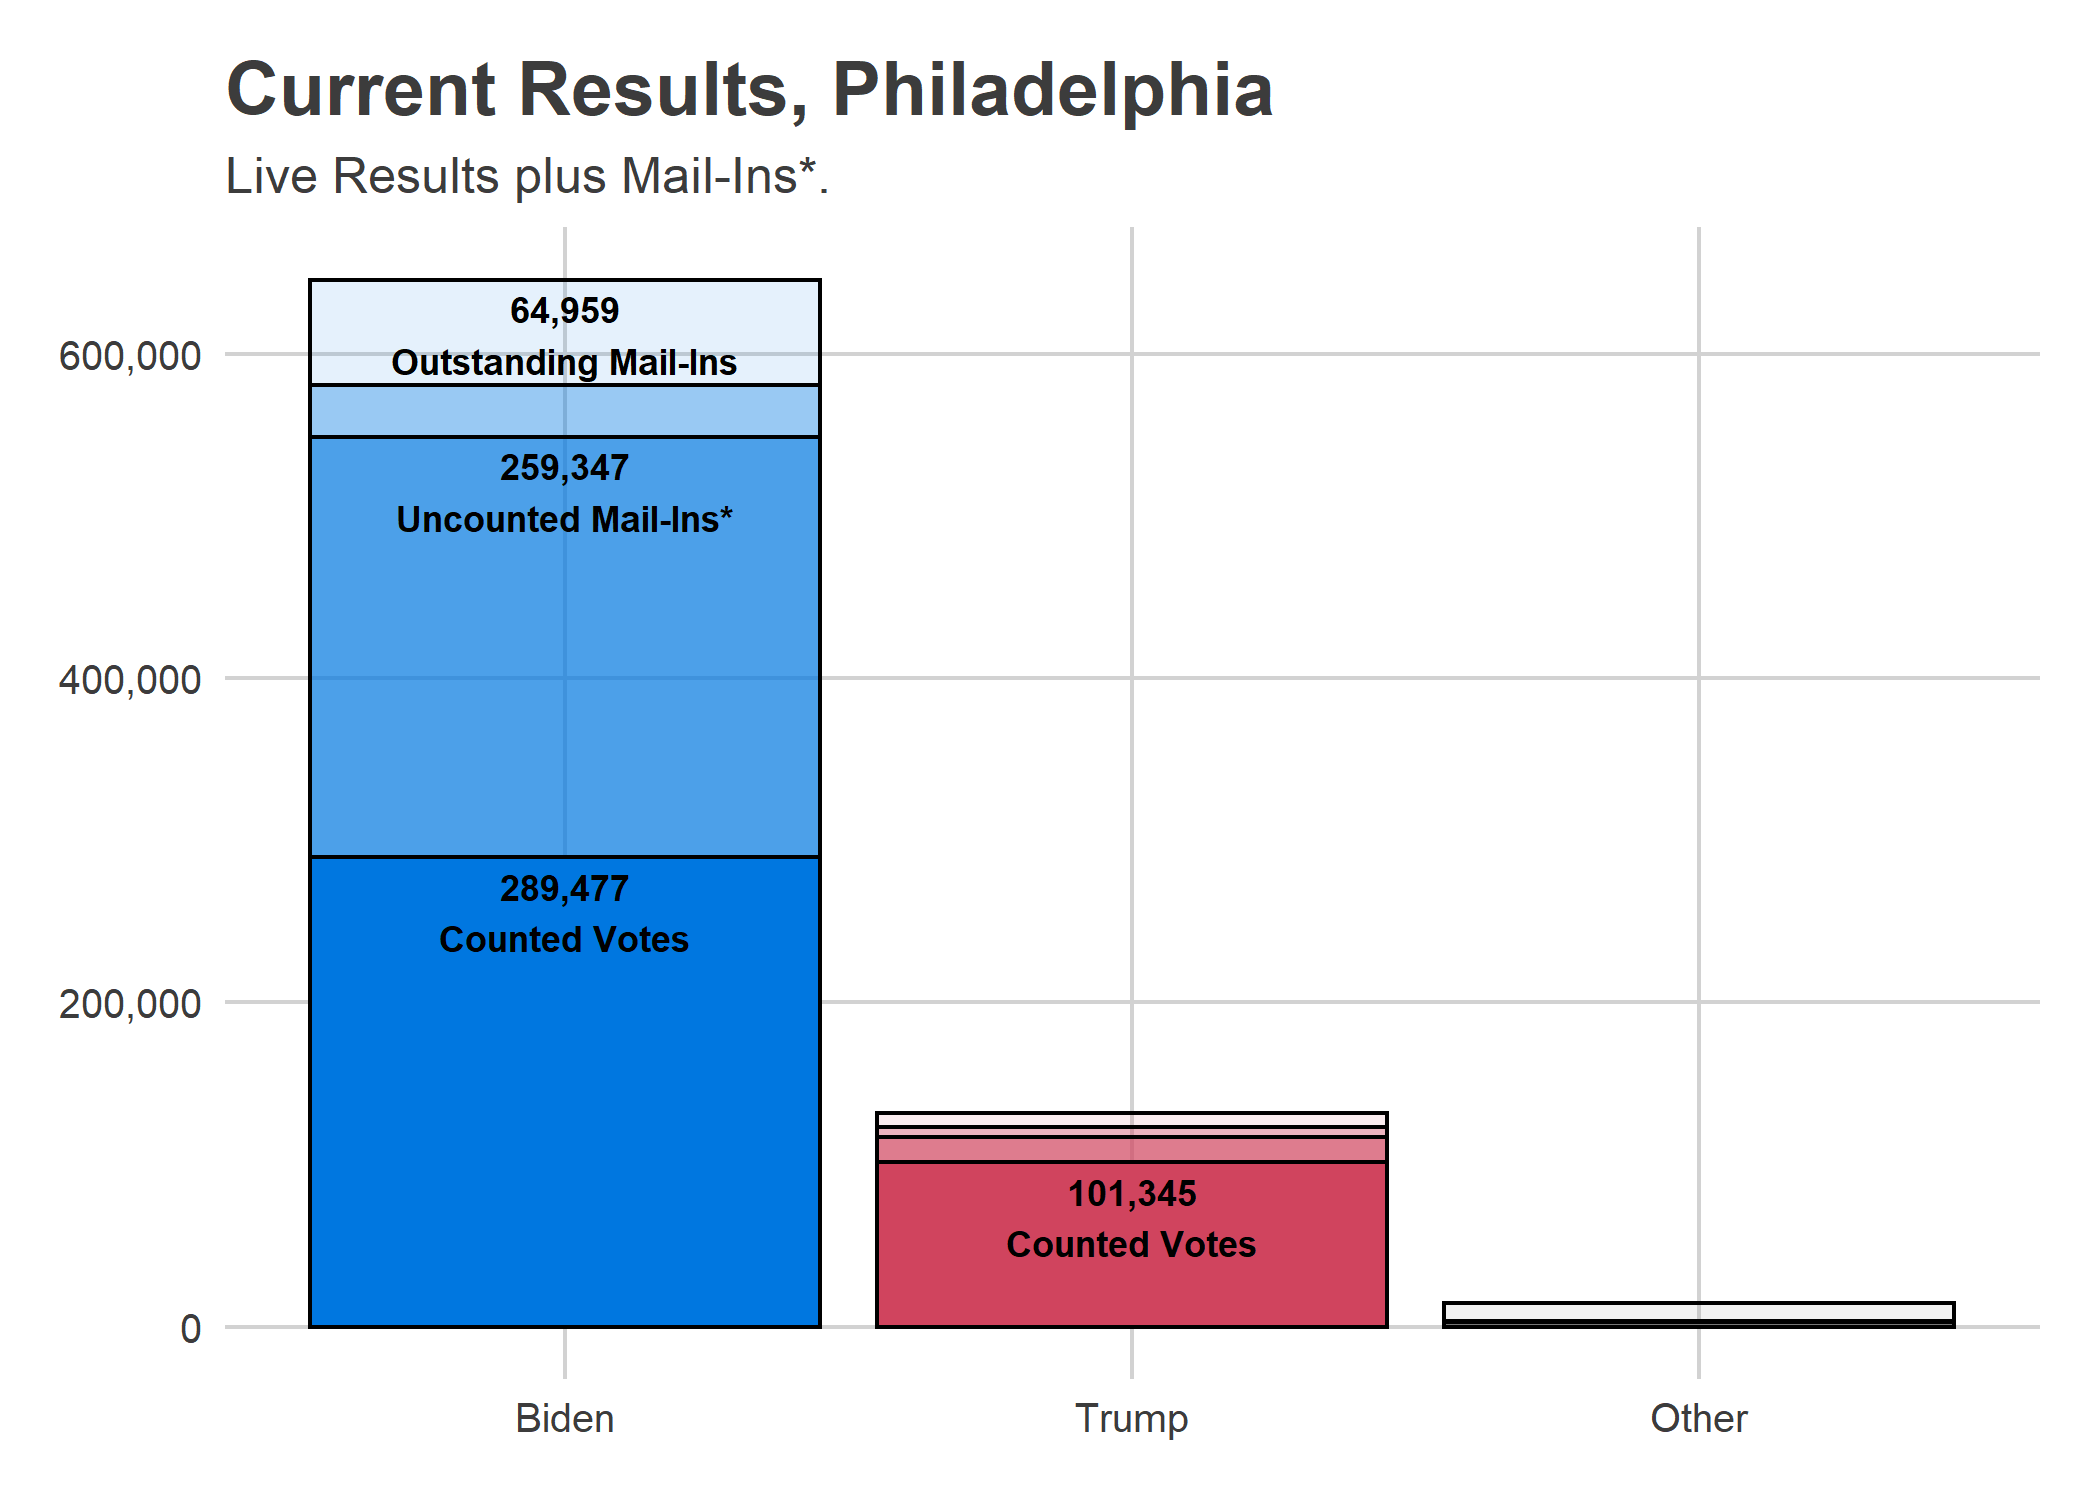 Current Results, Philadelphia
Live Results plus Mail-Ins*.
64,959
Outstanding Mail-Ins
600,000
259,347
Uncounted Mail-Ins*
400,000
289,477
Counted Votes
200,000
101,345
Counted Votes
0
Biden
Trump
Other